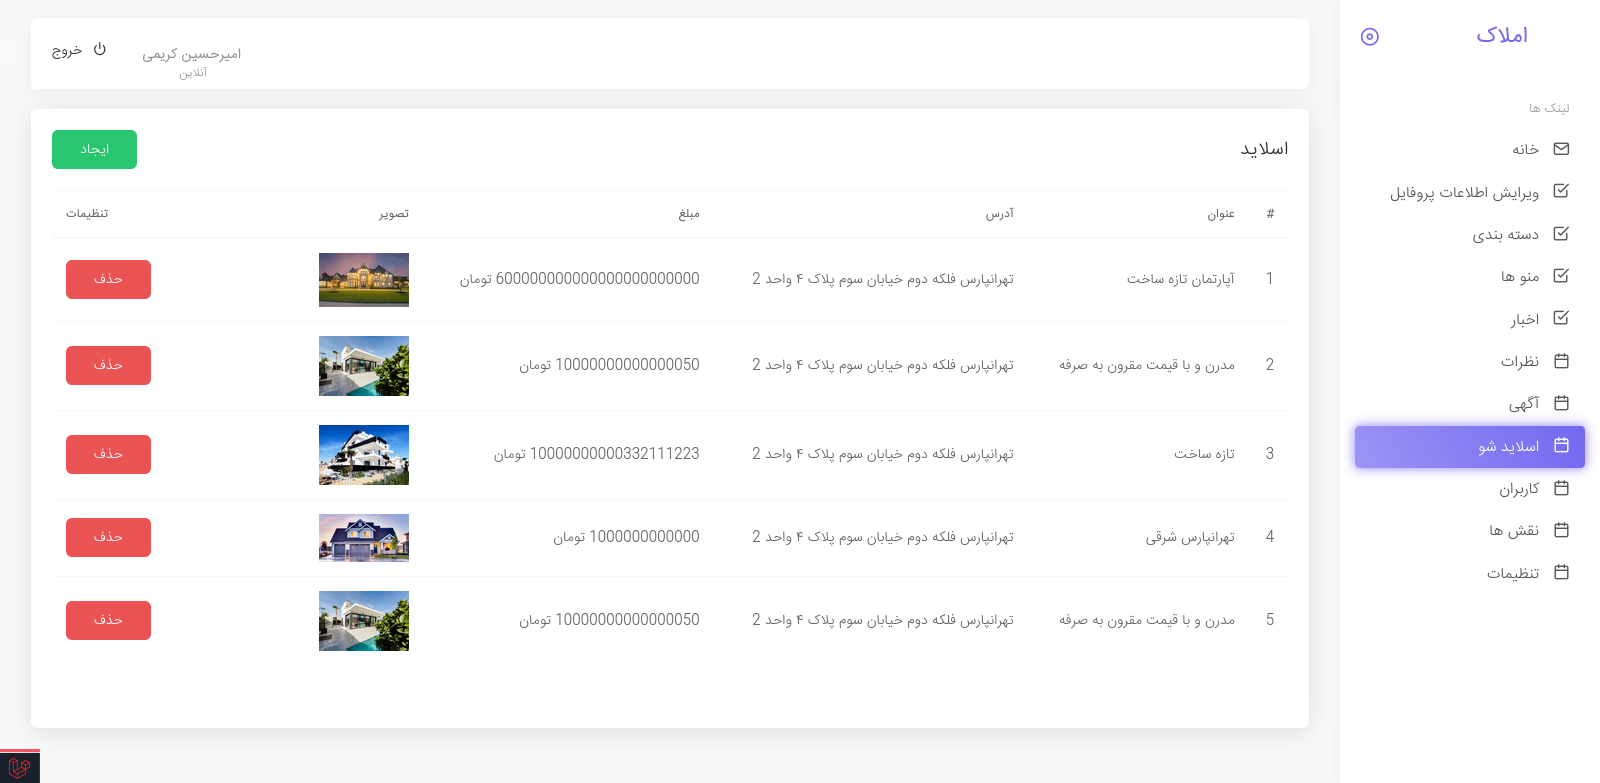 املاک
لینک ها
خانه
ویرایش اطلاعات پروفایل
دسته بندی
منو ها
اخبار
نظرات
آگهی
اسلاید شو
کاربران
نقش ها
تنظیمات
امیرحسین کریمی
آنلاین
خروج
اسلاید
ایجاد
# عنوان آدرس مبلغ تصویر تنظیمات
1 آپارتمان تازه ساخت تهرانپارس فلکه دوم خیابان سوم پلاک ۴ واحد 2 600000000000000000000000 تومان حذف
2 مدرن و با قیمت مقرون به صرفه تهرانپارس فلکه دوم خیابان سوم پلاک ۴ واحد 2 10000000000000050 تومان حذف
3 تازه ساخت تهرانپارس فلکه دوم خیابان سوم پلاک ۴ واحد 2 10000000000332111223 تومان حذف
4 تهرانپارس شرقی تهرانپارس فلکه دوم خیابان سوم پلاک ۴ واحد 2 1000000000000 تومان حذف
5 مدرن و با قیمت مقرون به صرفه تهرانپارس فلکه دوم خیابان سوم پلاک ۴ واحد 2 10000000000000050 تومان حذف